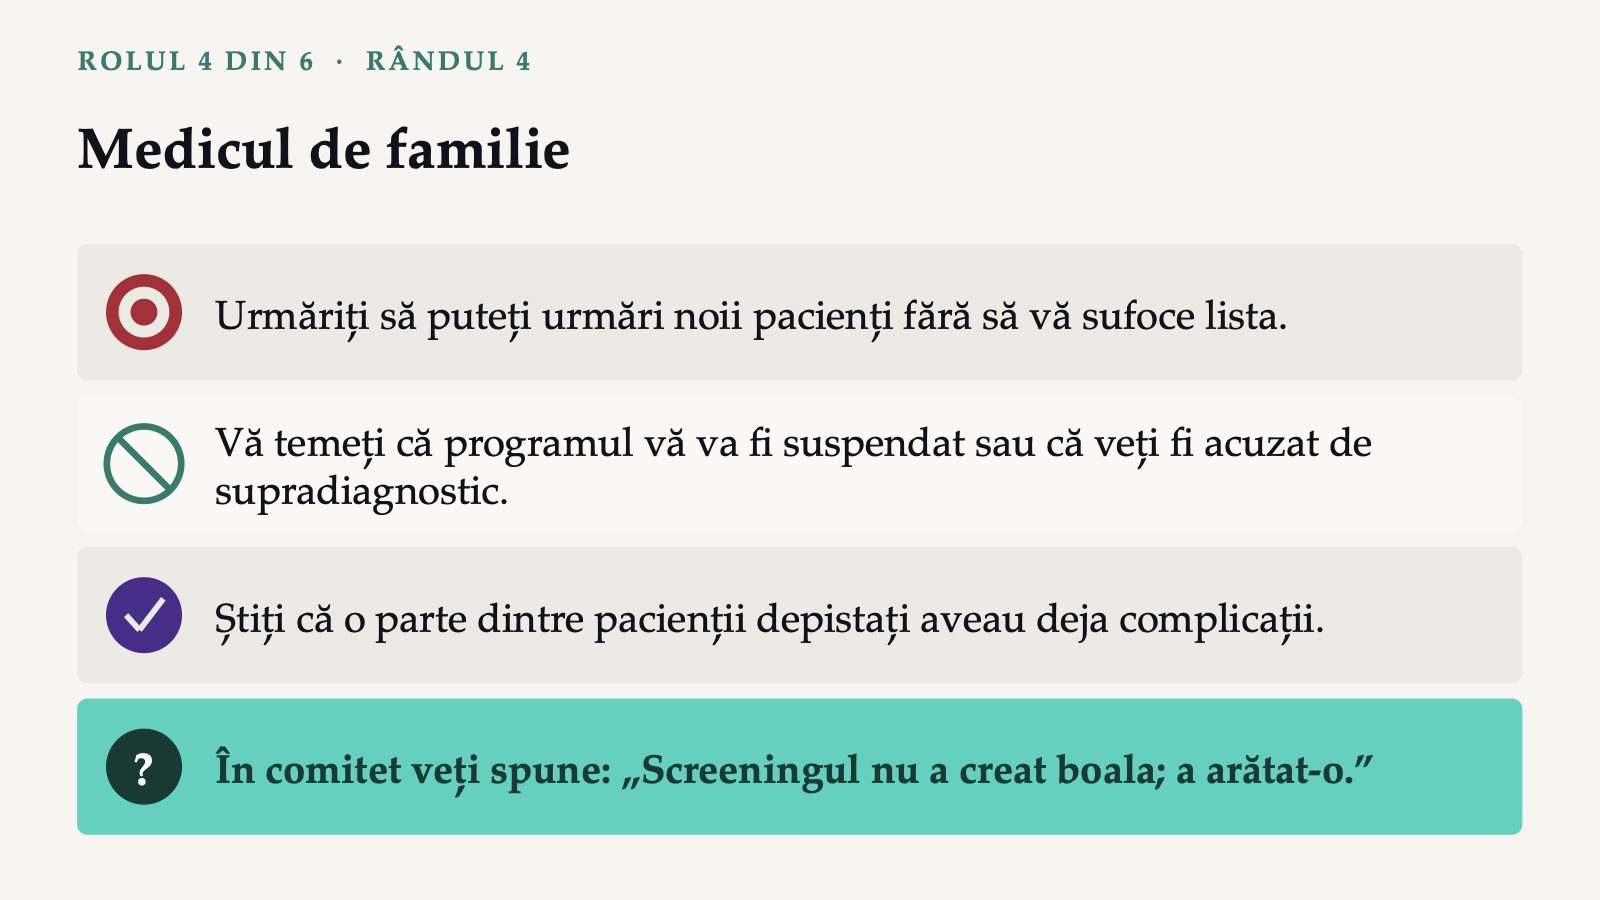 ROLUL 4 DIN 6 · RÂNDUL 4
Medicul de familie
Urmăriți să puteți urmări noii pacienți fără să vă sufoce lista.
Vă temeți că programul vă va fi suspendat sau că veți fi acuzat de
supradiagnostic.
Știți că o parte dintre pacienții depistați aveau deja complicații.
?
În comitet veți spune: „Screeningul nu a creat boala; a arătat-o.”